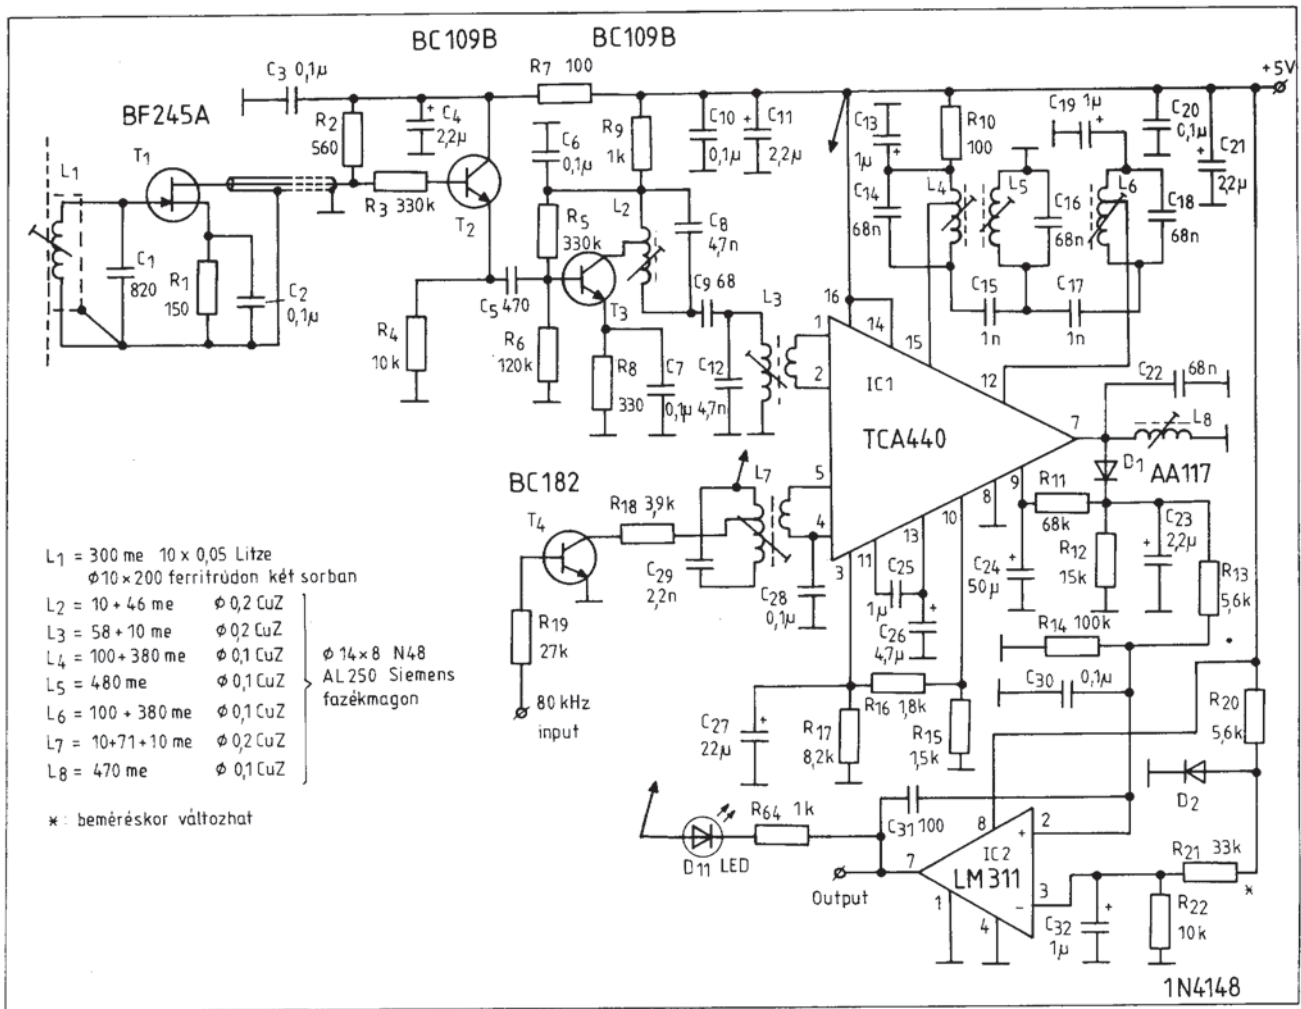 BC109B
BC109B
C3 0,1µ
R7 100
+5V
BF245A
T1
L1
R2
560
C4
+
2,2µ
C6
0,1µ
R9
1k
C10
0,1µ
C11
+
2,2µ
C13
1µ
+
R10
100
C19 1µ
+
C20
0,1µ
C21
+
22µ
R3 330k
T2
R5
330k
L2
C8
4,7n
C14
68n
L4
L5
C16
68n
L6
C18
68n
C1
820
R1
150
C2
0,1µ
R4
10k
C5 470
T3
C9 68
L3
R6
120k
R8
330
C7
0,1µ
C12
4,7n
C15
1n
C17
1n
16
14
15
1
2
IC1
12
TCA440
7
C22
68n
L8
D1
AA117
5
4
3
11
13
10
8
9
R11
68k
C23
2,2µ
+
R12
15k
C24
50µ
+
R13
5,6k
*
BC182
T4
R18 3,9k
L7
C29
2,2n
C28
0,1µ
C25
1µ
C26
4,7µ
+
R14 100k
C30 0,1µ
R19
27k
80 kHz
input
C27
22µ
+
R17
8,2k
R16 1,8k
R15
1,5k
R20
5,6k
D2
L1 = 300 me 10 x 0,05 Litze
Ø10×200 ferritrúdon két sorban
L2 = 10 + 46 me Ø 0,2 CuZ
L3 = 58 + 10 me Ø 0,2 CuZ
L4 = 100 + 380 me Ø 0,1 CuZ
L5 = 480 me Ø 0,1 CuZ
L6 = 100 + 380 me Ø 0,1 CuZ
L7 = 10+71+10 me Ø 0,2 CuZ
L8 = 470 me Ø 0,1 CuZ
Ø 14×8 N48
AL250 Siemens
fazékmagon
* : beméréskor változhat
R64 1k
D11 LED
C31 100
8
+
2
IC2
LM311
7
1
4
3
−
Output
C32
1µ
+
R21 33k
*
R22
10k
1N4148